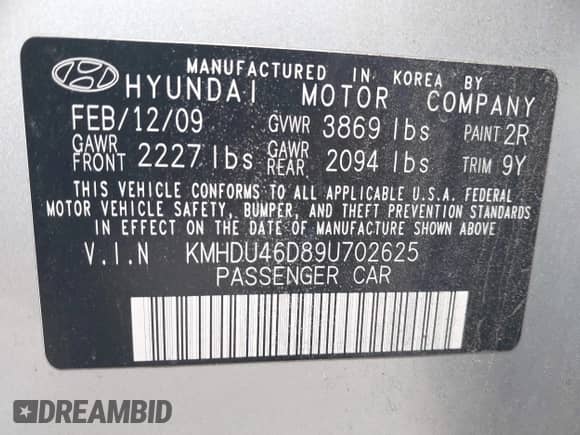 MANUFACTURED IN KOREA BY
HYUNDAI MOTOR COMPANY
FEB/12/09 GVWR 3869 lbs PAINT 2R
GAWR FRONT 2227 lbs GAWR REAR 2094 lbs TRIM 9Y
THIS VEHICLE CONFORMS TO ALL APPLICABLE U.S.A. FEDERAL
MOTOR VEHICLE SAFETY, BUMPER, AND THEFT PREVENTION STANDARDS
IN EFFECT ON THE DATE OF MANUFACTURE SHOWN ABOVE.
V.I.N KMHDU46D89U702625
PASSENGER CAR
DREAMBID